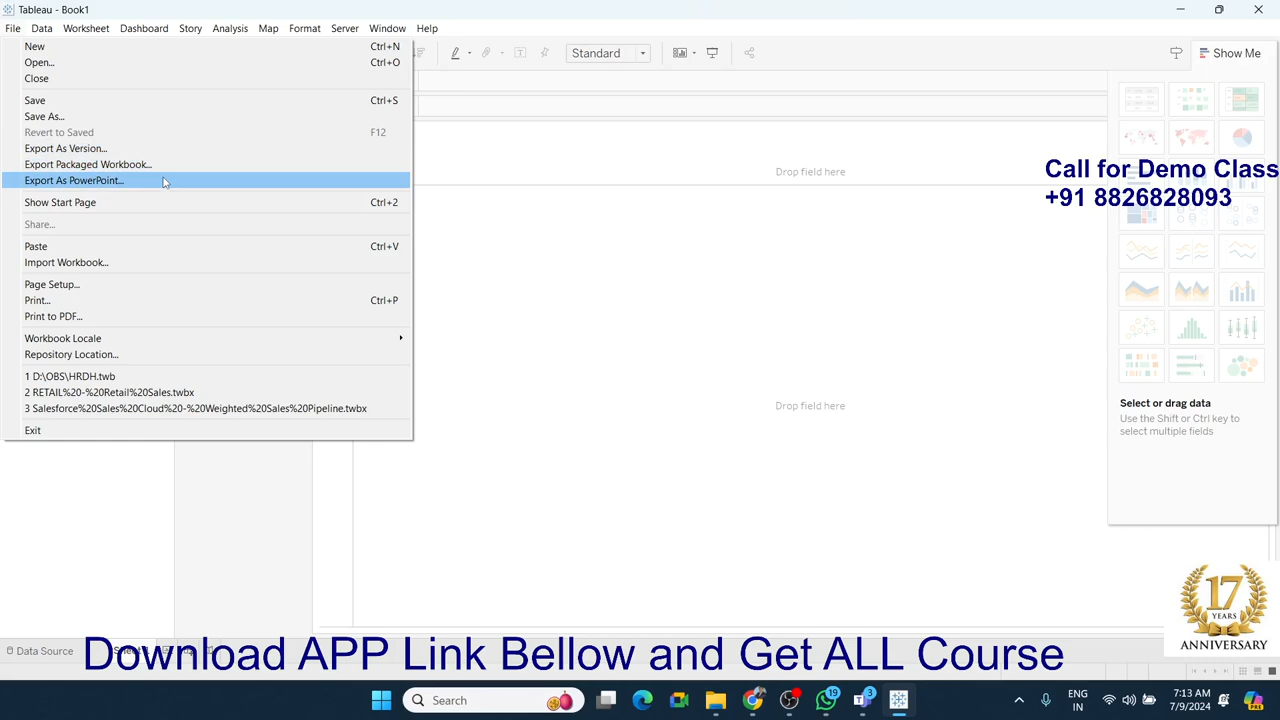 Tableau - Book1
File Data Worksheet Dashboard Story Analysis Map Format Server Window Help
New Ctrl+N
Open... Ctrl+O
Close
Save Ctrl+S
Save As...
Revert to Saved F12
Export As Version...
Export Packaged Workbook...
Export As PowerPoint...
Show Start Page Ctrl+2
Share...
Paste Ctrl+V
Import Workbook...
Page Setup...
Print... Ctrl+P
Print to PDF...
Workbook Locale
Repository Location...
1 D:\OBS\HRDH.twb
2 RETAIL%20-%20Retail%20Sales.twbx
3 Salesforce%20Sales%20Cloud%20-%20Weighted%20Sales%20Pipeline.twbx
Exit
Standard
Show Me
Drop field here
Call for Demo Class
+91 8826828093
Drop field here
Select or drag data
Use the Shift or Ctrl key to
select multiple fields
17
YEARS
ANNIVERSARY
Data Source
Download APP Link Bellow and Get ALL Course
Search
19
3
ENG
IN
7:13 AM
7/9/2024